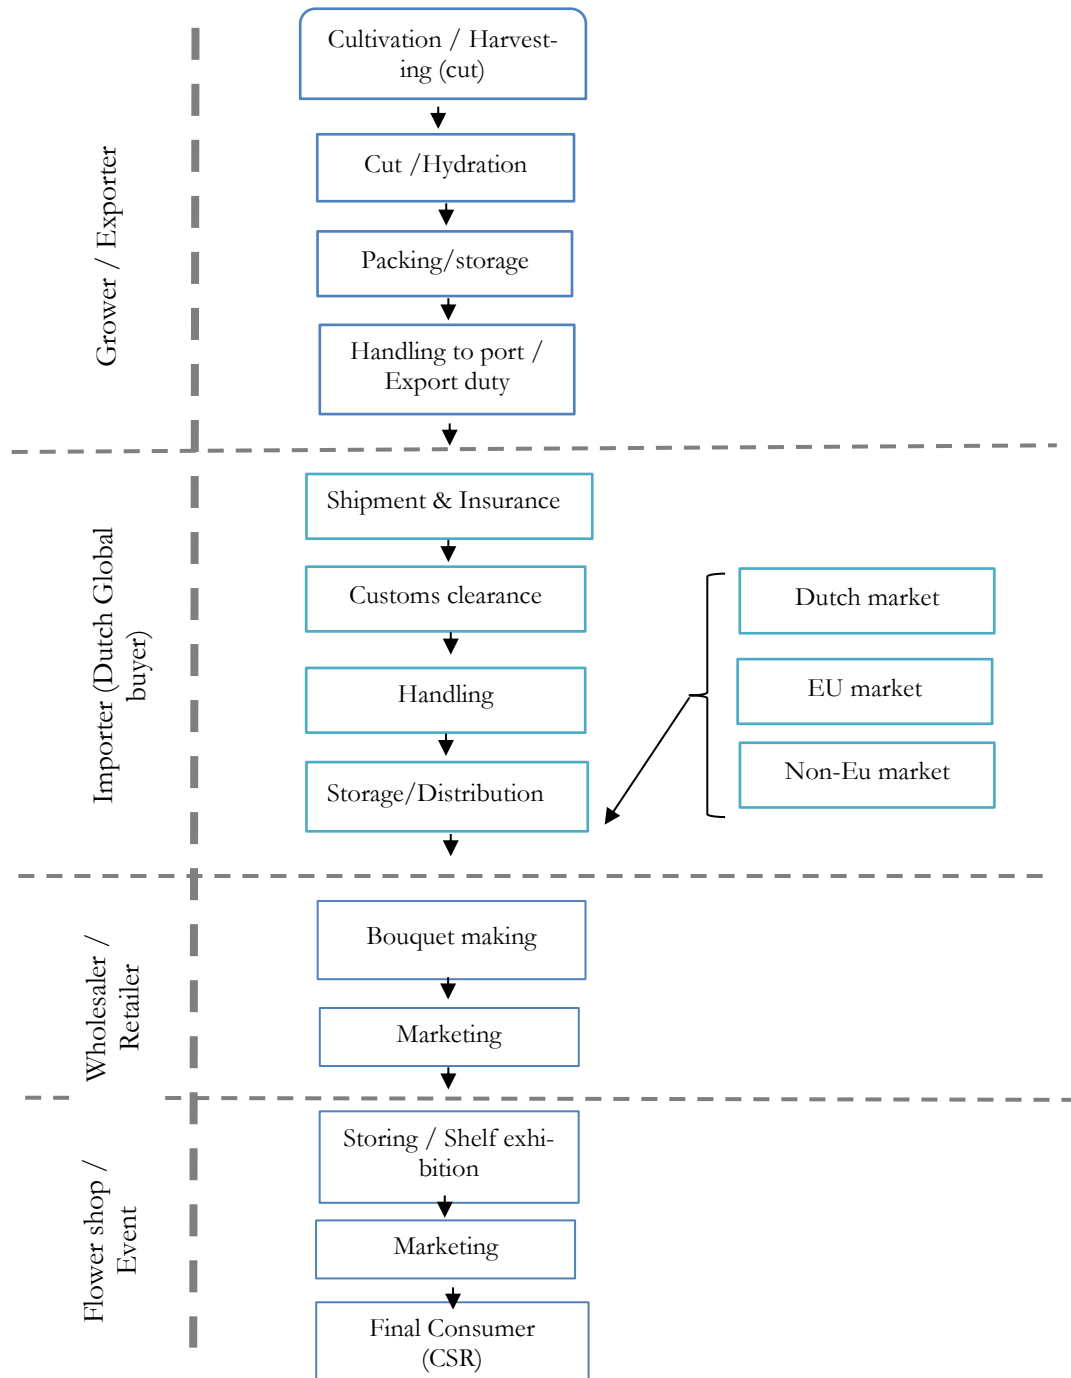 Cultivation / Harvest-
ing (cut)
Cut /Hydration
Packing/storage
Handling to port /
Export duty
Grower / Exporter
Shipment & Insurance
Customs clearance
Handling
Storage/Distribution
Importer (Dutch Global
buyer)
Dutch market
EU market
Non-Eu market
Bouquet making
Marketing
Wholesaler /
Retailer
Storing / Shelf exhi-
bition
Marketing
Final Consumer
(CSR)
Flower shop /
Event